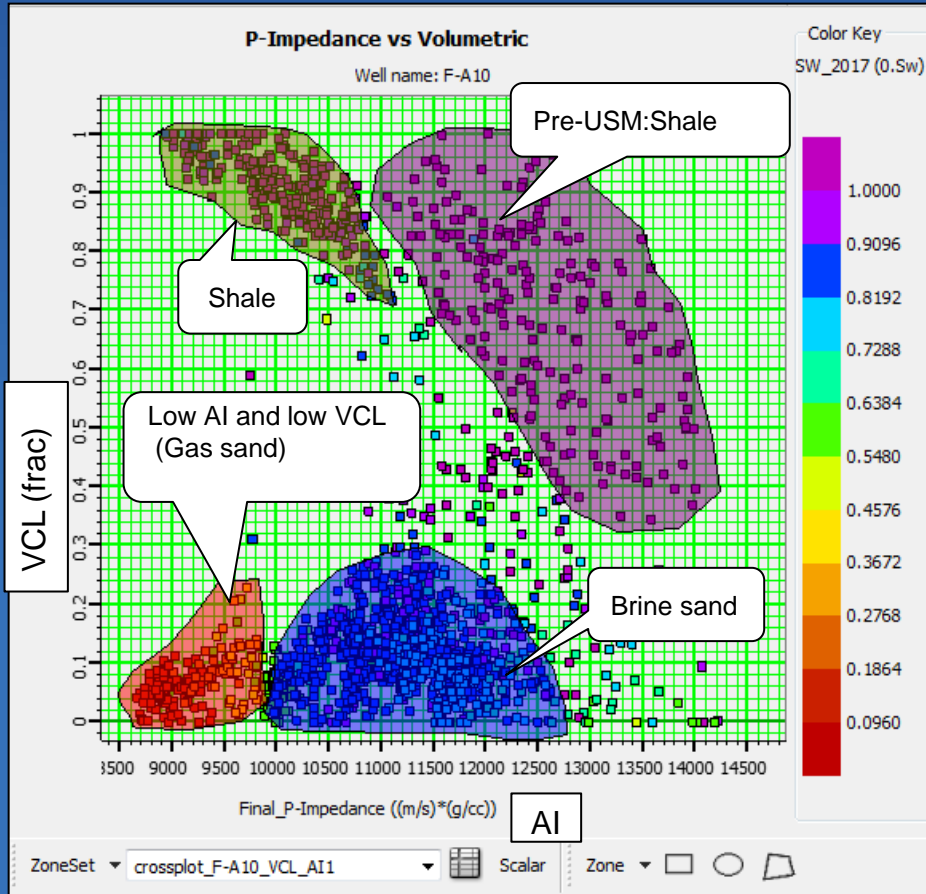 P-Impedance vs Volumetric
Well name: F-A10
Color Key
SW_2017 (0.Sw)
Pre-USM:Shale
Shale
Low AI and low VCL
(Gas sand)
Brine sand
VCL (frac)
1
0.9
0.8
0.7
0.6
0.5
0.4
0.3
0.2
0.1
0
1.0000
0.9096
0.8192
0.7288
0.6384
0.5480
0.4576
0.3672
0.2768
0.1864
0.0960
8500 9000 9500 10000 10500 11000 11500 12000 12500 13000 13500 14000 14500
Final_P-Impedance ((m/s)*(g/cc))
AI
ZoneSet crossplot_F-A10_VCL_AI1 Scalar Zone